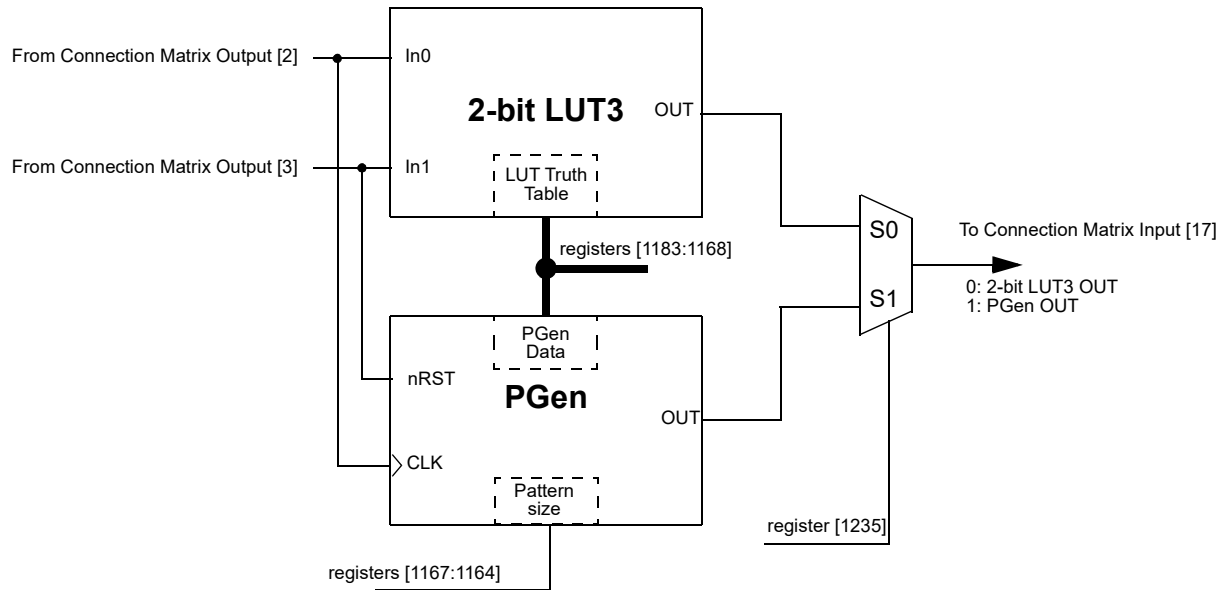 From Connection Matrix Output [2]
In0
2-bit LUT3
OUT
From Connection Matrix Output [3]
In1
LUT Truth
Table
registers [1183:1168]
S0
To Connection Matrix Input [17]
0: 2-bit LUT3 OUT
1: PGen OUT
S1
PGen
Data
nRST
PGen
OUT
CLK
Pattern
size
register [1235]
registers [1167:1164]